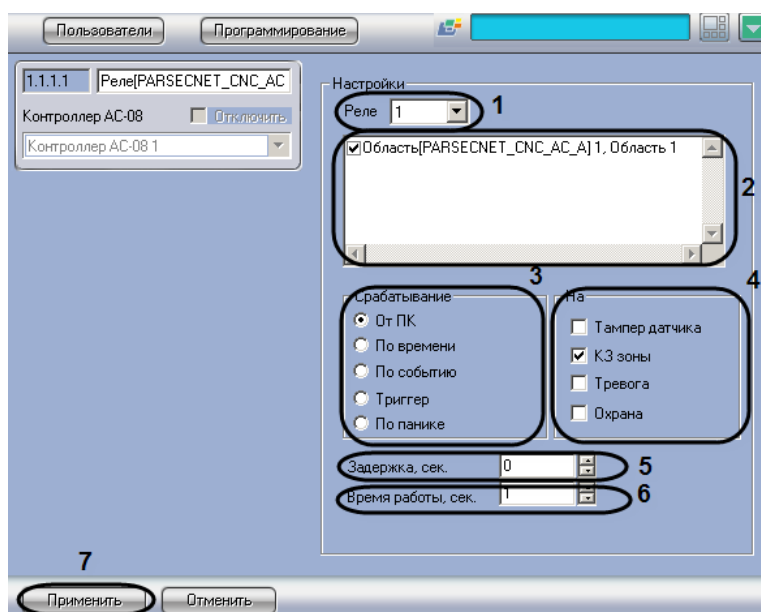 Пользователи
Программирование
1.1.1.1
Реле[PARSECNET_CNC_AC
Контроллер АС-08
Отключить
Контроллер АС-08 1
Настройки
Реле
1
1
Область[PARSECNET_CNC_AC_A] 1, Область 1
2
3
4
Срабатывание
От ПК
По времени
По событию
Триггер
По панике
На
Тампер датчика
КЗ зоны
Тревога
Охрана
Задержка, сек.
0
5
Время работы, сек.
1
6
7
Применить
Отменить